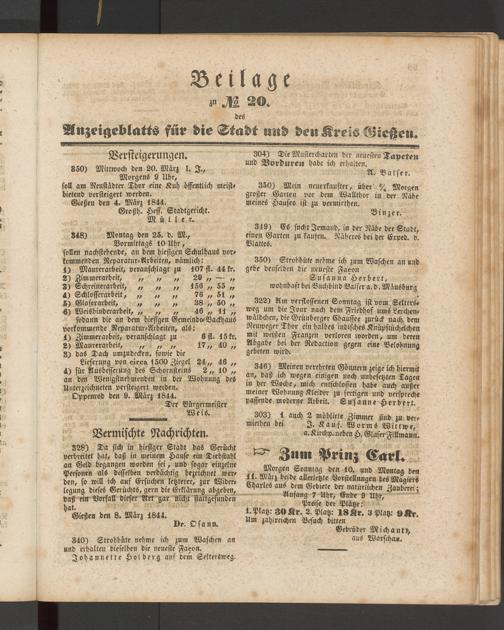 Beilage
zu № 20.
des
Anzeigeblatts für die Stadt und den Kreis Gießen.
Versteigerungen.
350) Mittwoch den 20. März l. J.,
Morgens 9 Uhr,
soll am Neustädter Thor eine Kuh öffentlich meist-
bietend versteigert werden.
Gießen den 4. März 1844.
Großh. Hess. Stadtgericht.
Müller.
348) Montag den 25. d. M.,
Vormittags 10 Uhr,
sollen nachstehende, an dem hiesigen Schulhaus vor-
kommenden Reparatur-Arbeiten, nämlich:
1) Maurerarbeit, veranschlagt zu 107 fl. 44 kr.
2) Zimmerarbeit „ „ „ 29 „ — „
3) Schreinerarbeit „ „ „ 156 „ 55 „
4) Schlosserarbeit „ „ „ 76 „ 51 „
5) Glaserarbeit „ „ „ 38 „ 50 „
6) Weißbinderarbeit „ „ „ 46 „ 11 „
sodann die an dem hiesigen Gemeinde-Backhaus
vorkommende Reparatur-Arbeiten, als:
1) Zimmerarbeit, veranschlagt zu 6 fl. 15 kr.
2) Maurerarbeit „ „ „ 17 „ 40 „
3) das Dach umzudecken, sowie die
Lieferung von circa 1500 Ziegel 24 „ 46 „
4) für Ausbesserung des Schornsteins 2 „ 10 „
an den Wenigstfordernden in der Wohnung des
Unterzeichneten versteigert werden.
Oppenrod den 9. März 1844.
Der Bürgermeister
Weis.
Vermischte Nachrichten.
328) Da sich in hiesiger Stadt das Gerücht
verbreitet hat, daß in meinem Hause ein Diebstahl
an Geld begangen worden sei, und sogar einzelne
Personen als desselben verdächtig bezeichnet wer-
den, so will ich auf Ersuchen letzterer, zur Wider-
legung dieses Gerüchts, gern die Erklärung abgeben,
daß ein Vorfall dieser Art gar nicht stattgefunden
hat.
Gießen den 8. März 1844.
Dr. Osann.
340) Strohhüte nehme ich zum Waschen an
und erhalten dieselben die neueste Façon.
Johannette Hoiberg auf dem Seltersweg.
304) Die Mustercharten der neuesten Tapeten
und Borduren habe ich erhalten.
A. Balser.
350) Mein neuerkaufter, über ¾ Morgen
großer Garten vor dem Wallthor in der Nähe
meines Hauses ist zu vermiethen.
Binzer.
349) Es sucht Jemand, in der Nähe der Stadt,
einen Garten zu kaufen. Näheres bei der Exped. d.
Blattes.
350) Strohhüte nehme ich zum Waschen an und
gebe denselben die neueste Façon
Susanna Herbert,
wohnhaft bei Buchbind Balser a. d. Mäusburg
322) Am verflossenen Sonntag ist vom Selters-
weg um die Jour nach dem Friedhof ums Lerchen-
wäldchen, die Grünberger Chaussee zurück nach dem
Neuweger Thor ein halbes indisches Knüpftüchelchen
mit weißen Franzen verloren worden, um deren
Abgabe bei der Redaction gegen eine Belohnung
gebeten wird.
346) Meinen verehrten Gönnern zeige ich hiermit
an, daß ich wegen einigen noch unbesetzten Tagen
in der Woche, mich entschlossen habe auch außer
meiner Wohnung Kleider zu fertigen und verspreche
passende moderne Arbeit. Susanne Herbert.
303) 1 auch 2 möblirte Zimmer sind zu ver-
miethen bei J. Kauf. Worms Wittwe,
a. Kirchp. neben H. Glaser Fillmann.
☞ Zum Prinz Carl.
Morgen Sonntag den 10. und Montag den
11. März beide allerletzte Vorstellungen des Magiers
Charles aus dem Gebiete der natürlichen Zauberei;
Anfang 7 Uhr, Ende 9 Uhr,
Preise der Plätze:
1. Platz: 30 Kr. 2. Platz: 18 Kr. 3 Platz: 9 Kr.
Um zahlreichen Besuch bitten
Gebrüder Michaux,
aus Warschau.